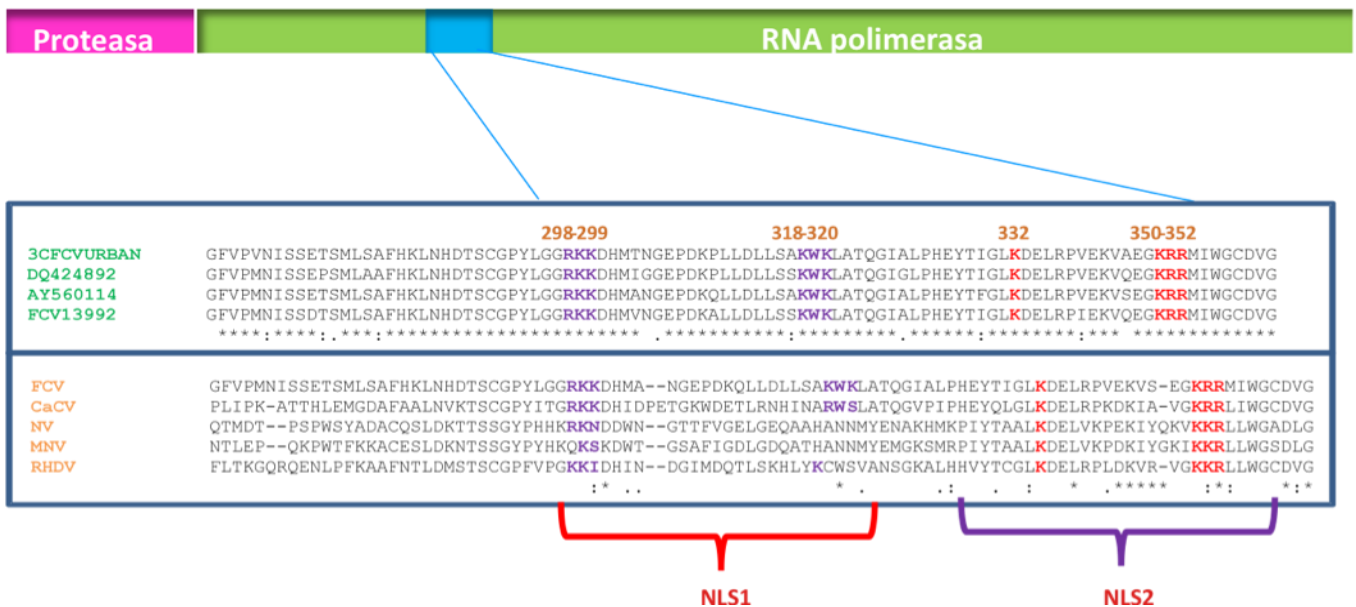 Proteasa RNA polimerasa
298-299 318-320 332 350-352
3CFCVURBAN GFVPVNISSETSMLSAFHKLNHDTSCGPYLGGRKKDHMTNGEPDKPLLDLLSAKWKLATQGIALPHEYTIGLKDELRPVEKVAEGKRRMIWGCDVG
DQ424892 GFVPMNISSEPSMLAAFHKLNHDTSCGPYLGGRKKDHMIGGEPDKPLLDLLSAKWKLATQGIALPHEYTIGLKDELRPVEKVQEGKRRMIWGCDVG
AY560114 GFVPMNISSETSMLSAFHKLNHDTSCGPYLGGRKKDHMANGEPDKQLLDLLSAKWKLATQGIALPHEYTFGLKDELRPVEKVSEGKRRMIWGCDVG
FCV13992 GFVPMNISSDTSMLSAFHKLNHDTSCGPYLGGRKKDHMVNGEPDKALLDLLSSKWKLATQGIALPHEYTIGLKDELRPIEKVQEGKRRMIWGCDVG
****:****:.***:*********************** .***** ******:****************:********:*** *************
FCV GFVPMNISSETSMLSAFHKLNHDTSCGPYLGGRKKDHMA--NGEPDKQLLDLLSAKWKLATQGIALPHEYTIGLKDELRPVEKVS-EGKRRMIWGCDVG
CaCV PLIPK-ATTHLEMGDAFAALNVKTSCGPYITGRKKDHIDPETGKWDETLRNHINARWSLATQGVPIPHEYQLGLKDELRPKDKIA-VGKRRLIWGCDVG
NV QTMDT--PSPWSYADACQSLDKTTSSGYPHHKRKNDDWN--GTTFVGELGEQAAHANNMYENAKHMKPIYTAALKDELVKPEKIYQKVKKRLLWGADLG
MNV NTLEP--QKPWTFKKACESLDKNTSSGYPHYKQKSKDWT--GSAFIGDLGDQATHANNMYEMGKSMRPIYTAALKDELVKPDKIYGKIKKRLLWGSDLG
RHDV FLTKGQRQENLPFKAAFNTLDMSTSCGPFVPGKKIDHIN--DGIMDQTLSKHLYKCWSVANSGKALHHVYTCGLKDELRPLDKVR-VGKKRLLWGCDVG
:* .. * . .: . : * .***** :*:* *:*
NLS1 NLS2